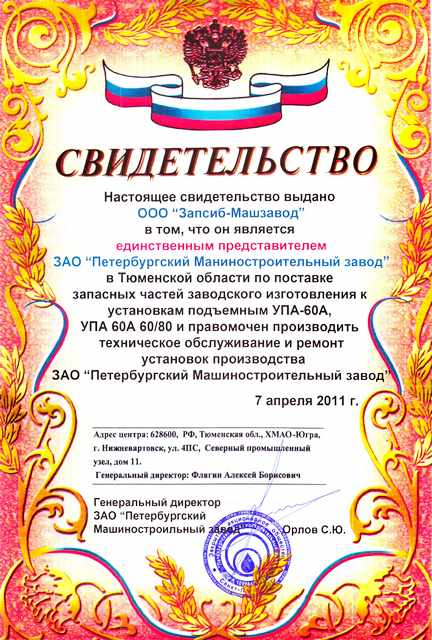 СВИДЕТЕЛЬСТВО
Настоящее свидетельство выдано
ООО “Запсиб-Машзавод”
в том, что он является
единственным представителем
ЗАО “Петербургский Маниностроительный завод”
в Тюменской области по поставке
запасных частей заводского изготовления к
установкам подъемным УПА-60А,
УПА 60А 60/80 и правомочен производить
техническое обслуживание и ремонт
установок производства
ЗАО “Петербургский Машиностроительный завод”
7 апреля 2011 г.
Адрес центра: 628600, РФ, Тюменская обл., ХМАО-Югра,
г. Нижневартовск, ул. 4ПС, Северный промышленный
узел, дом 11.
Генеральный директор: Флягин Алексей Борисович
Генеральный директор
ЗАО “Петербургский
Машиностроильный завод Орлов С.Ю.